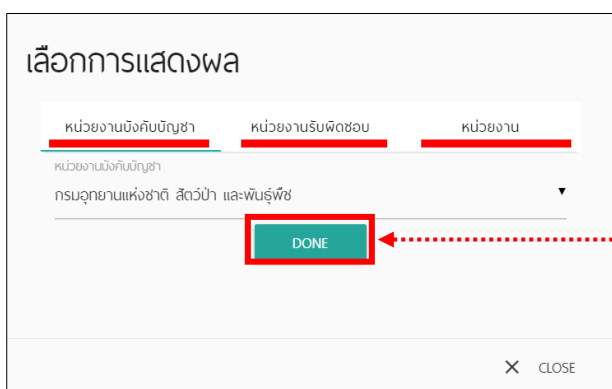 เลือกการแสดงผล
หน่วยงานบังคับบัญชา หน่วยงานรับผิดชอบ หน่วยงาน
หน่วยงานบังคับบัญชา
กรมอุทยานแห่งชาติ สัตว์ป่า และพันธุ์พืช
DONE
CLOSE